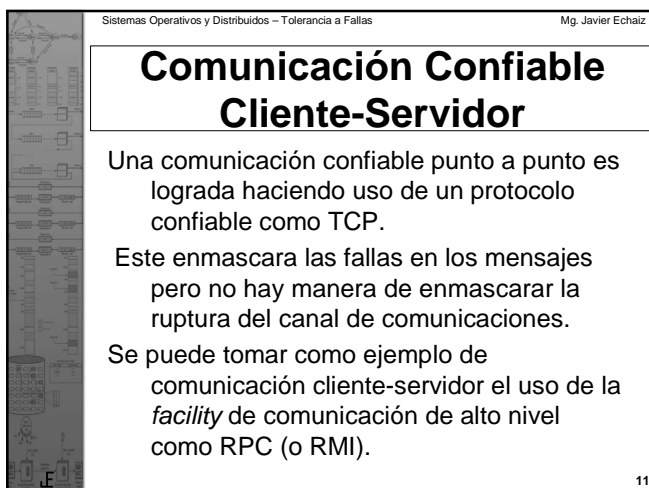 Sistemas Operativos y Distribuidos – Tolerancia a Fallas
Mg. Javier Echaiz
Comunicación Confiable
Cliente-Servidor
Una comunicación confiable punto a punto es
lograda haciendo uso de un protocolo
confiable como TCP.
Este enmascara las fallas en los mensajes
pero no hay manera de enmascarar la
ruptura del canal de comunicaciones.
Se puede tomar como ejemplo de
comunicación cliente-servidor el uso de la
facility de comunicación de alto nivel
como RPC (o RMI).
JE
11